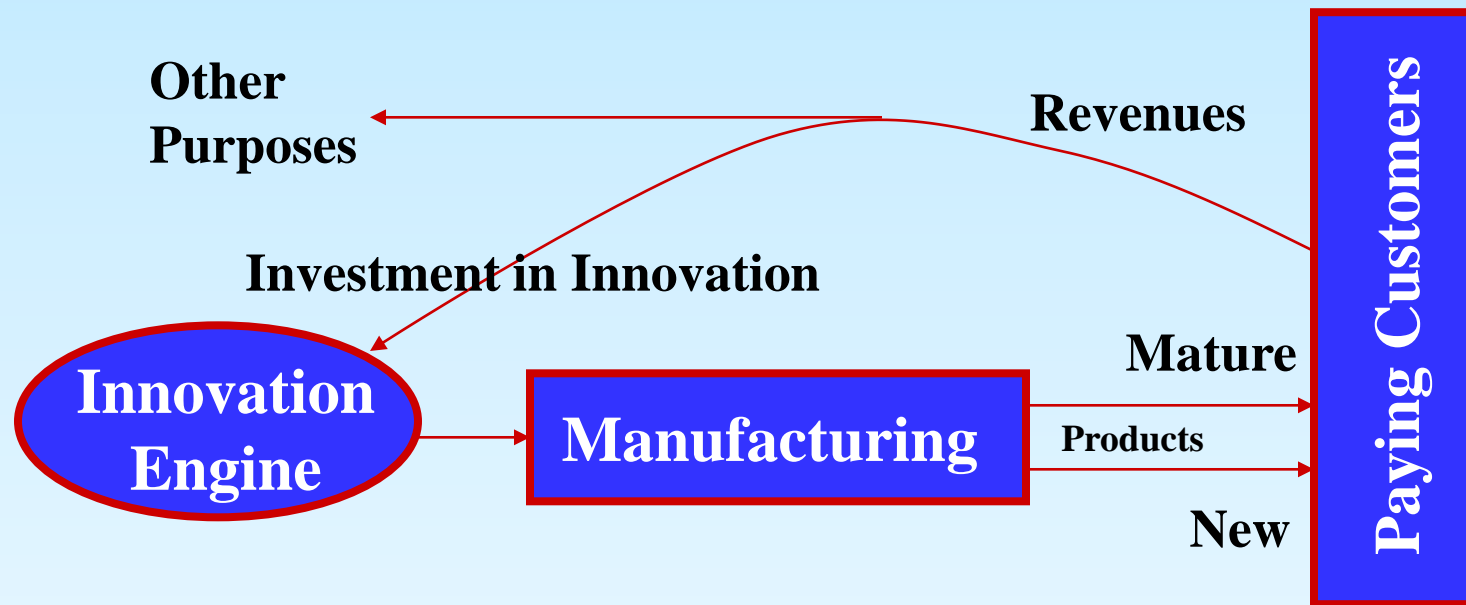 Other
Purposes
Revenues
Investment in Innovation
Innovation
Engine
Manufacturing
Mature
Products
New
Paying Customers